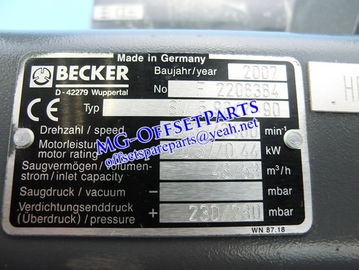 Made in Germany
BECKER
D - 42279 Wuppertal
Baujahr/year 2007
No F 2206364
CE Typ
Drehzahl / speed min-1
MG-OFFSETPARTS
offsetspareparts@yeah.net
Motorleistung
motor rating kW
Saugvermögen / Volumen-
strom/inlet capacity m³/h
Saugdruck / vacuum - mbar
Verdichtungsenddruck
(Überdruck) / pressure + mbar
WN 87.18